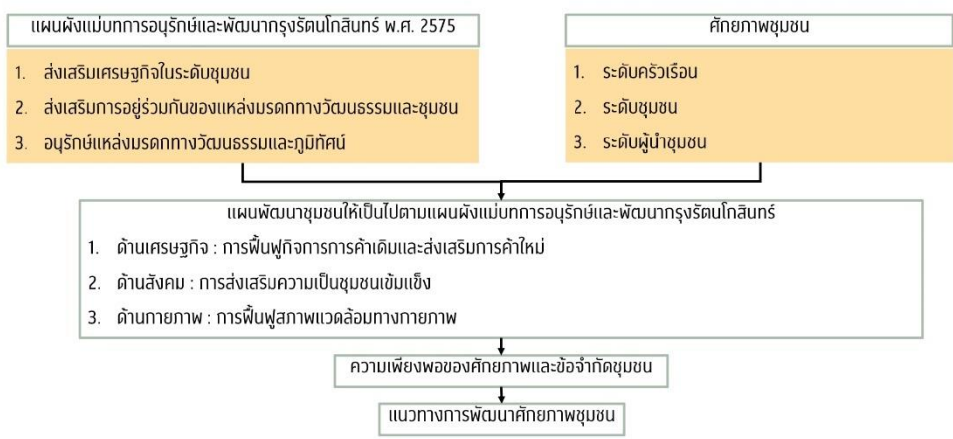 แผนผังแม่บทการอนุรักษ์และพัฒนากรุงรัตนโกสินทร์ พ.ศ. 2575
1. ส่งเสริมเศรษฐกิจในระดับชุมชน
2. ส่งเสริมการอยู่ร่วมกันของแหล่งมรดกทางวัฒนธรรมและชุมชน
3. อนุรักษ์แหล่งมรดกทางวัฒนธรรมและภูมิทัศน์
ศักยภาพชุมชน
1. ระดับครัวเรือน
2. ระดับชุมชน
3. ระดับผู้นำชุมชน
แผนพัฒนาชุมชนให้เป็นไปตามแผนผังแม่บทการอนุรักษ์และพัฒนากรุงรัตนโกสินทร์
1. ด้านเศรษฐกิจ : การฟื้นฟูกิจการการค้าเดิมและส่งเสริมการค้าใหม่
2. ด้านสังคม : การส่งเสริมความเป็นชุมชนเข้มแข็ง
3. ด้านกายภาพ : การฟื้นฟูสภาพแวดล้อมทางกายภาพ
ความเพียงพอของศักยภาพและข้อจำกัดชุมชน
แนวทางการพัฒนาศักยภาพชุมชน